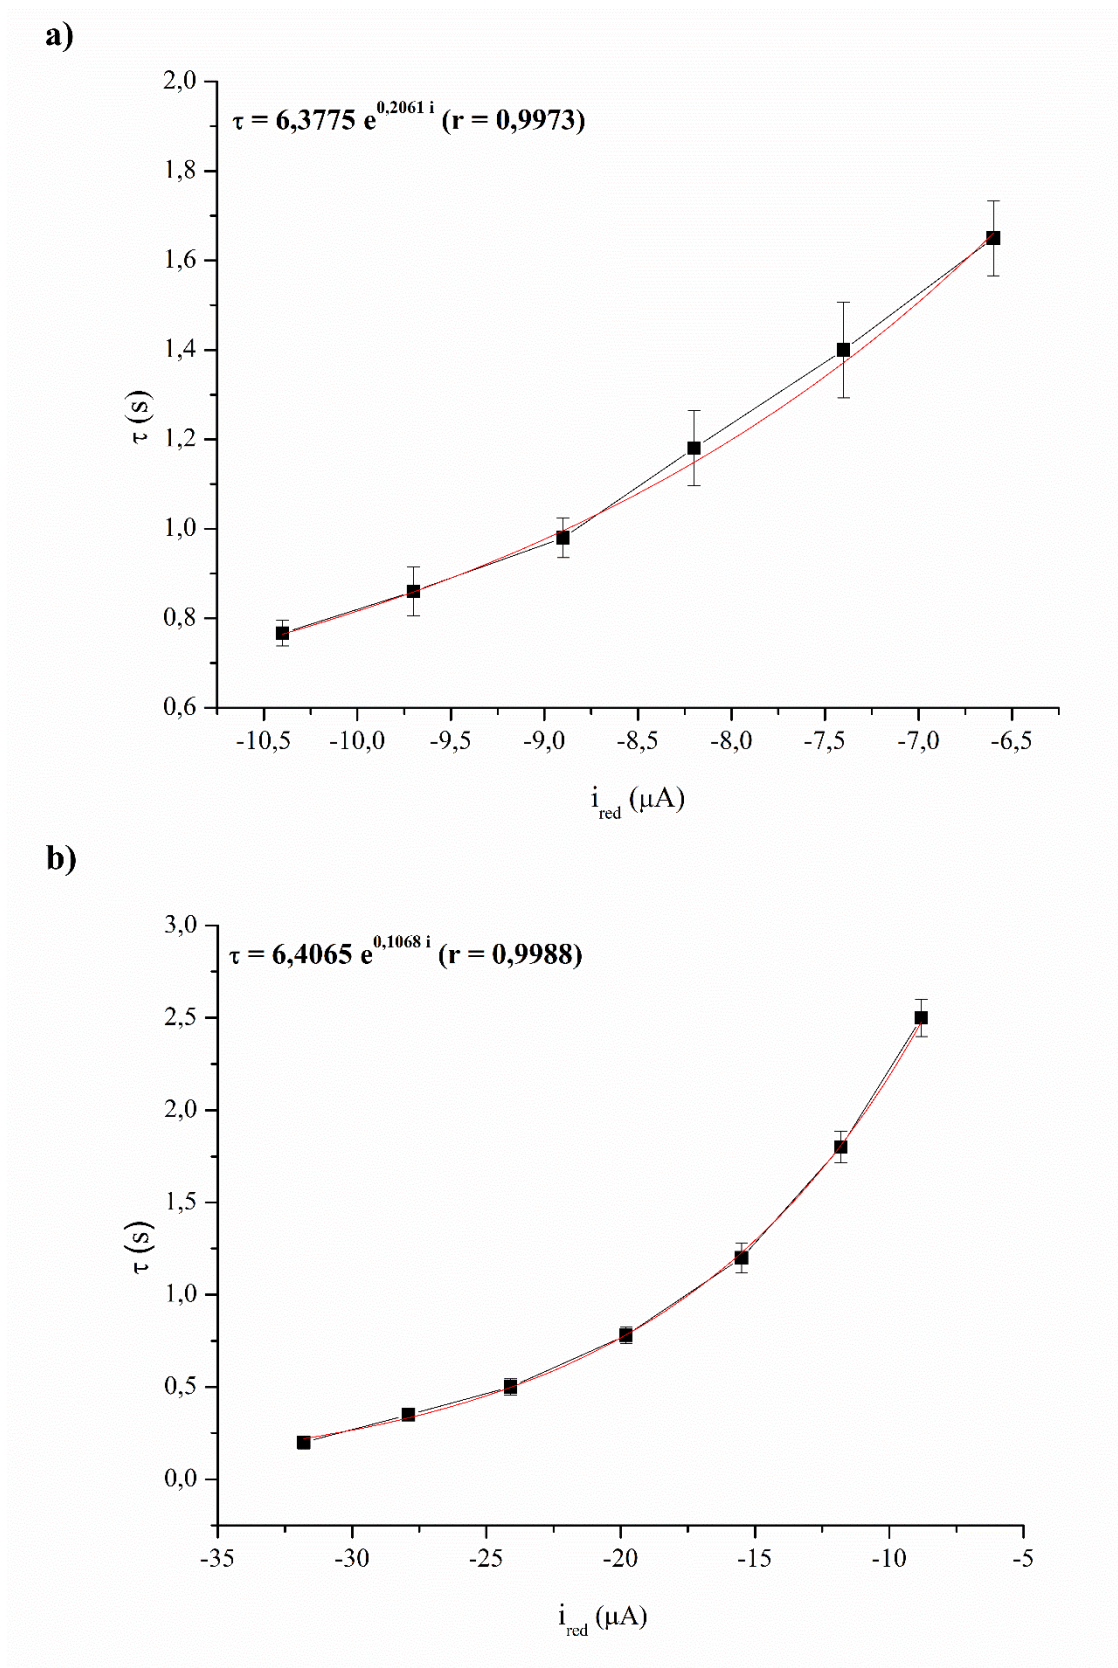 a)
τ = 6,3775 e^0,2061 i (r = 0,9973)
2,0
1,8
1,6
1,4
1,2
1,0
0,8
0,6
τ (s)
-10,5 -10,0 -9,5 -9,0 -8,5 -8,0 -7,5 -7,0 -6,5
i_red (μA)
b)
τ = 6,4065 e^0,1068 i (r = 0,9988)
3,0
2,5
2,0
1,5
1,0
0,5
0,0
τ (s)
-35 -30 -25 -20 -15 -10 -5
i_red (μA)